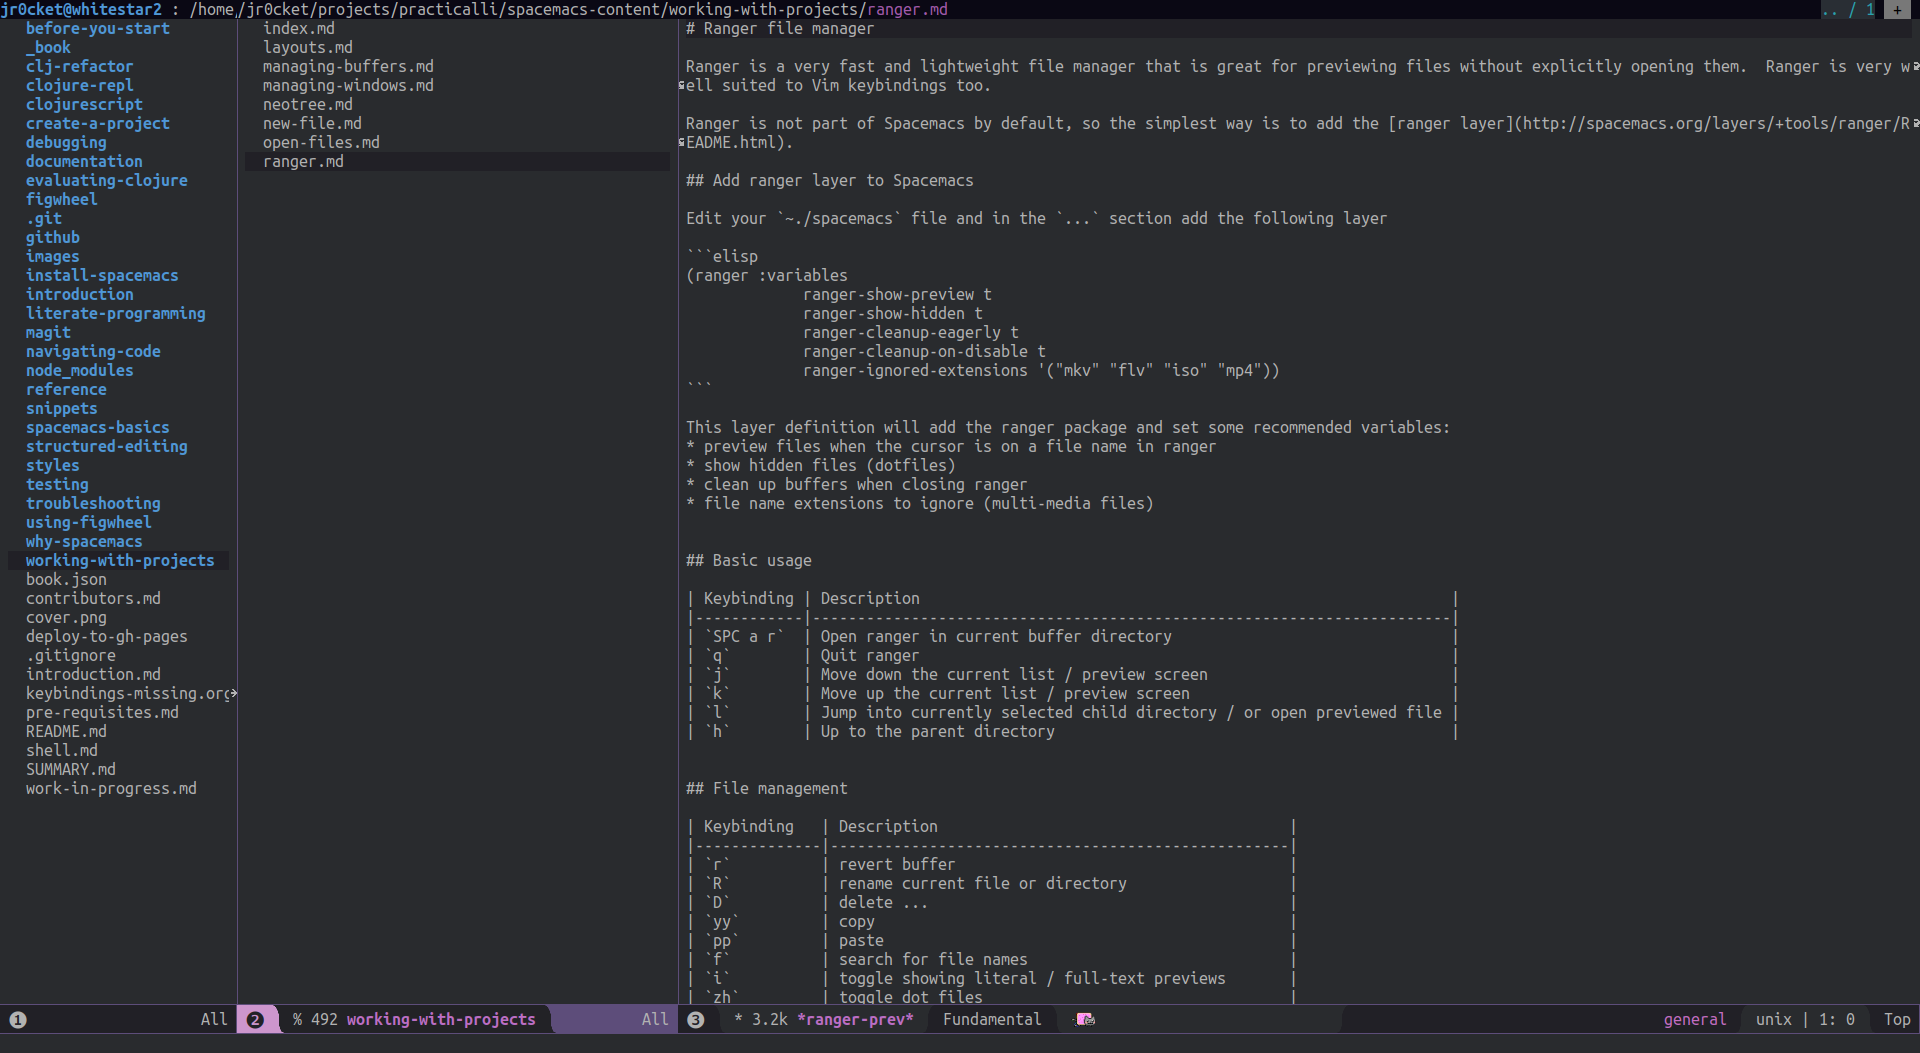 jr0cket@whitestar2 : /home/jr0cket/projects/practicalli/spacemacs-content/working-with-projects/ranger.md .. / 1 +
before-you-start
_book
clj-refactor
clojure-repl
clojurescript
create-a-project
debugging
documentation
evaluating-clojure
figwheel
.git
github
images
install-spacemacs
introduction
literate-programming
magit
navigating-code
node_modules
reference
snippets
spacemacs-basics
structured-editing
styles
testing
troubleshooting
using-figwheel
why-spacemacs
working-with-projects
book.json
contributors.md
cover.png
deploy-to-gh-pages
.gitignore
introduction.md
keybindings-missing.org
pre-requisites.md
README.md
shell.md
SUMMARY.md
work-in-progress.md
index.md
layouts.md
managing-buffers.md
managing-windows.md
neotree.md
new-file.md
open-files.md
ranger.md
# Ranger file manager
Ranger is a very fast and lightweight file manager that is great for previewing files without explicitly opening them.  Ranger is very w
ell suited to Vim keybindings too.
Ranger is not part of Spacemacs by default, so the simplest way is to add the [ranger layer](http://spacemacs.org/layers/+tools/ranger/R
EADME.html).
## Add ranger layer to Spacemacs
Edit your `~./spacemacs` file and in the `...` section add the following layer
```elisp
(ranger :variables
             ranger-show-preview t
             ranger-show-hidden t
             ranger-cleanup-eagerly t
             ranger-cleanup-on-disable t
             ranger-ignored-extensions '("mkv" "flv" "iso" "mp4"))
```
This layer definition will add the ranger package and set some recommended variables:
* preview files when the cursor is on a file name in ranger
* show hidden files (dotfiles)
* clean up buffers when closing ranger
* file name extensions to ignore (multi-media files)
## Basic usage
| Keybinding | Description                                                           |
|------------|-----------------------------------------------------------------------|
| `SPC a r`  | Open ranger in current buffer directory                               |
| `q`        | Quit ranger                                                           |
| `j`        | Move down the current list / preview screen                           |
| `k`        | Move up the current list / preview screen                             |
| `l`        | Jump into currently selected child directory / or open previewed file |
| `h`        | Up to the parent directory                                            |
## File management
| Keybinding   | Description                                       |
|--------------|---------------------------------------------------|
| `r`          | revert buffer                                     |
| `R`          | rename current file or directory                  |
| `D`          | delete ...                                        |
| `yy`         | copy                                              |
| `pp`         | paste                                             |
| `f`          | search for file names                             |
| `i`          | toggle showing literal / full-text previews       |
| `zh`         | toggle dot files                                  |
1 All 2 % 492 working-with-projects All 3 * 3.2k *ranger-prev* Fundamental general unix | 1: 0 Top